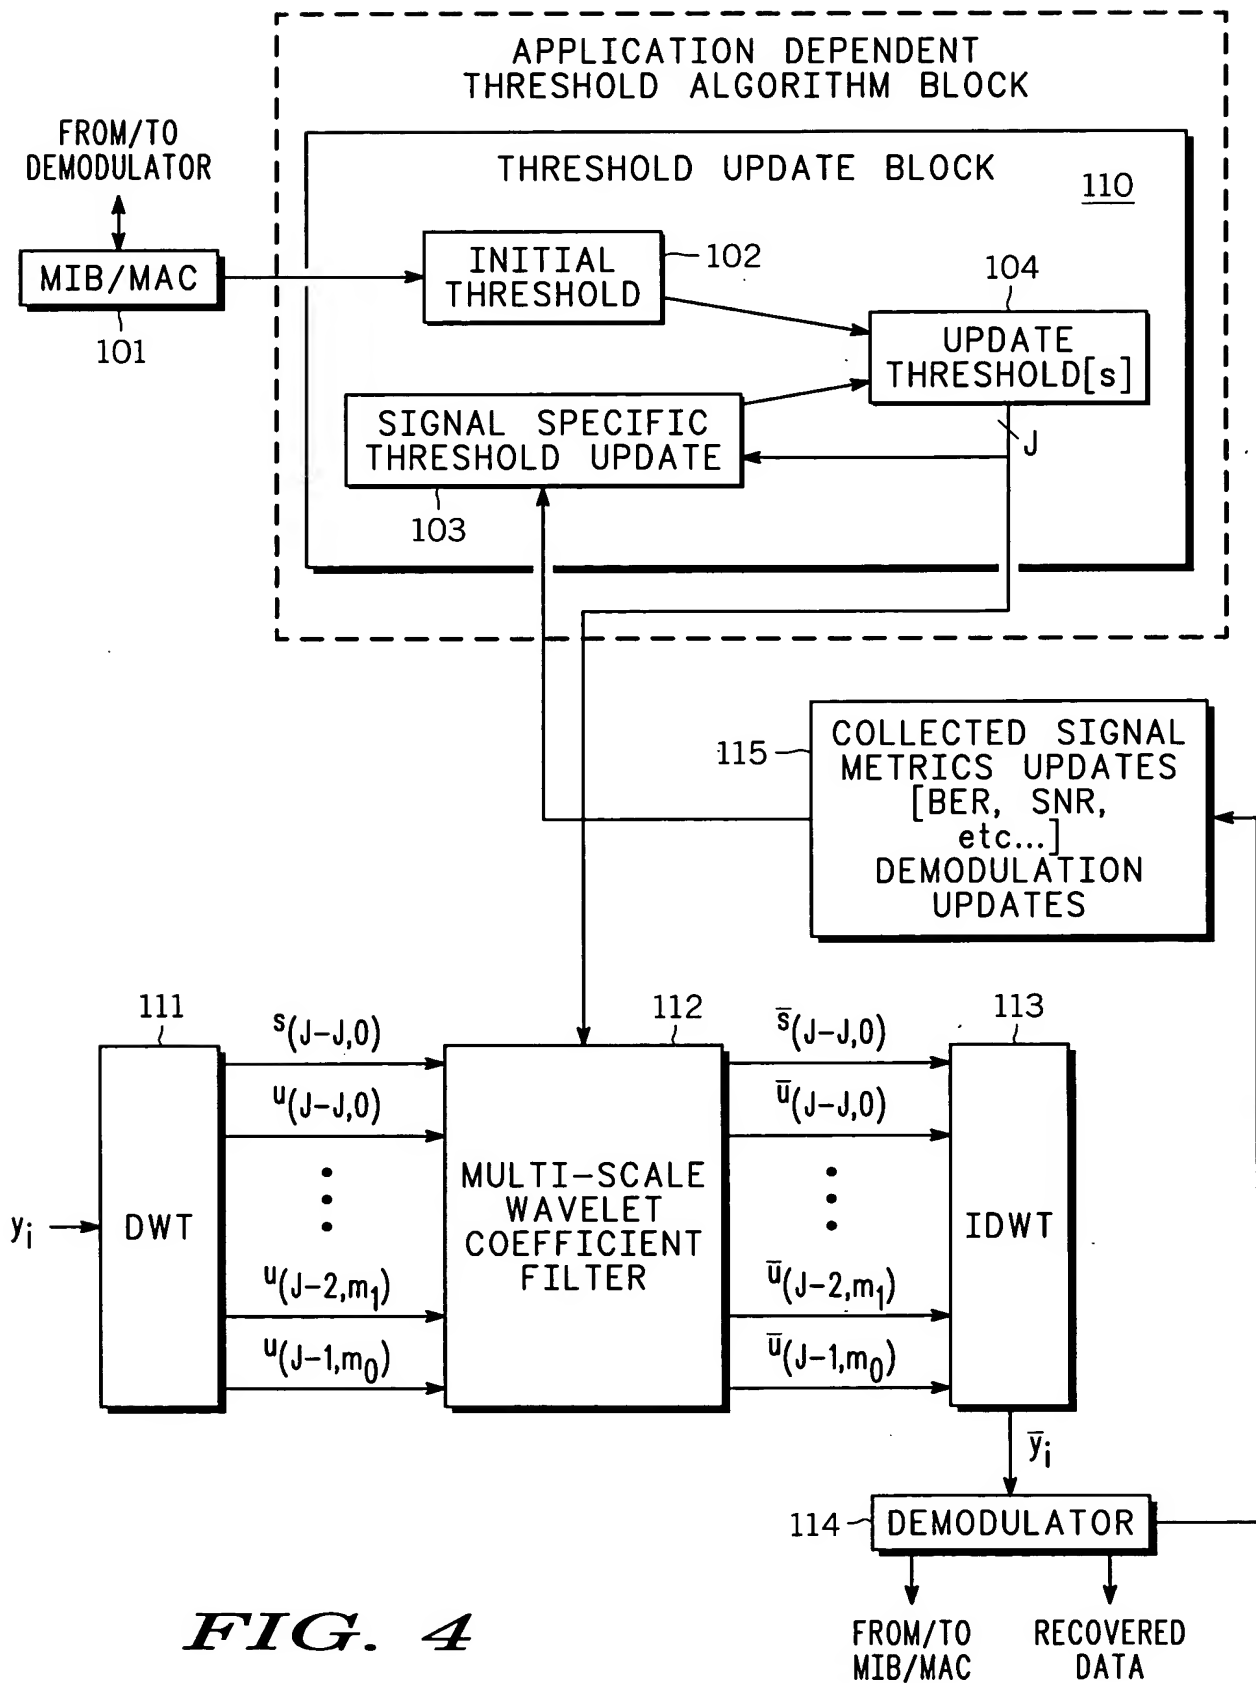 APPLICATION DEPENDENT
THRESHOLD ALGORITHM BLOCK
FROM/TO
DEMODULATOR
THRESHOLD UPDATE BLOCK
110
MIB/MAC
101
INITIAL
THRESHOLD
102
104
UPDATE
THRESHOLD[s]
J
SIGNAL SPECIFIC
THRESHOLD UPDATE
103
115
COLLECTED SIGNAL
METRICS UPDATES
[BER, SNR,
etc...]
DEMODULATION
UPDATES
111
s(J-J,0)
112
s̅(J-J,0)
113
u(J-J,0)
u̅(J-J,0)
yi
DWT
MULTI-SCALE
WAVELET
COEFFICIENT
FILTER
IDWT
u(J-2,m1)
u̅(J-2,m1)
u(J-1,m0)
u̅(J-1,m0)
y̅i
114
DEMODULATOR
FROM/TO
MIB/MAC
RECOVERED
DATA
FIG. 4